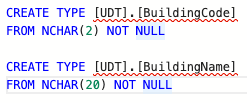 CREATE TYPE [UDT].[BuildingCode]
FROM NCHAR(2) NOT NULL
CREATE TYPE [UDT].[BuildingName]
FROM NCHAR(20) NOT NULL